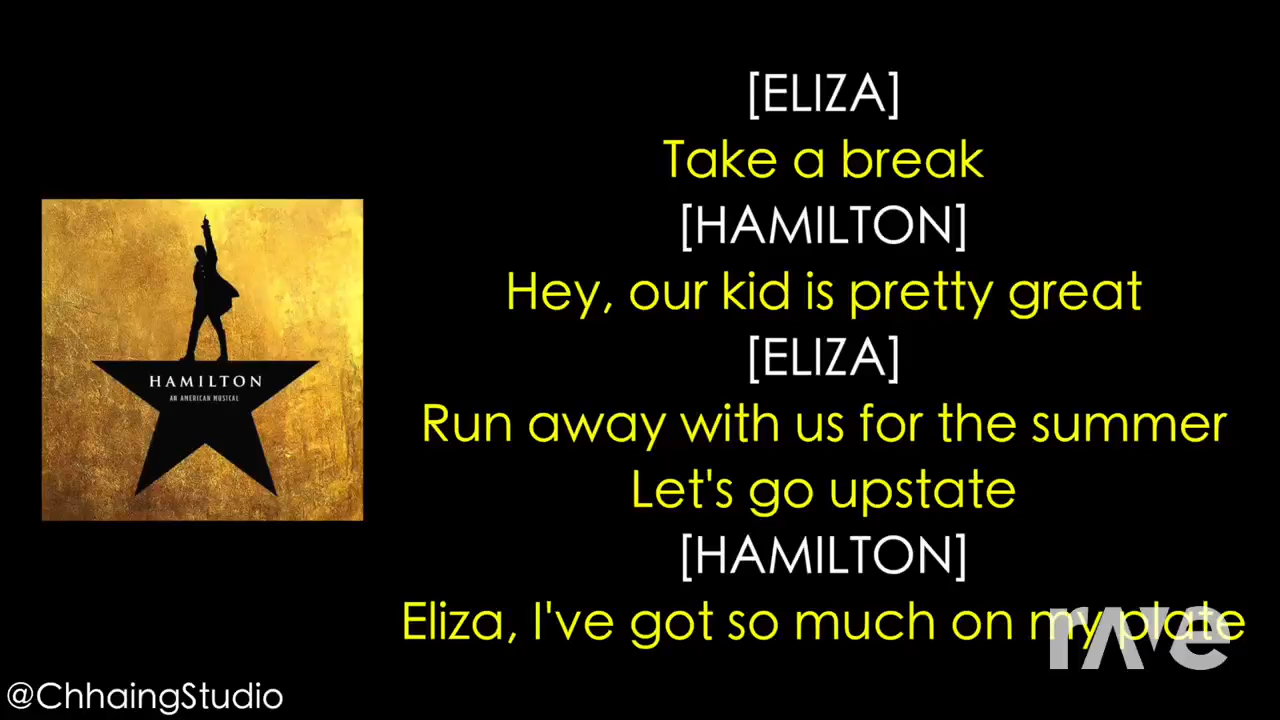 [ELIZA]
Take a break
[HAMILTON]
Hey, our kid is pretty great
[ELIZA]
Run away with us for the summer
Let's go upstate
[HAMILTON]
Eliza, I've got so much on my plate
HAMILTON
AN AMERICAN MUSICAL
rave
@ChhaingStudio